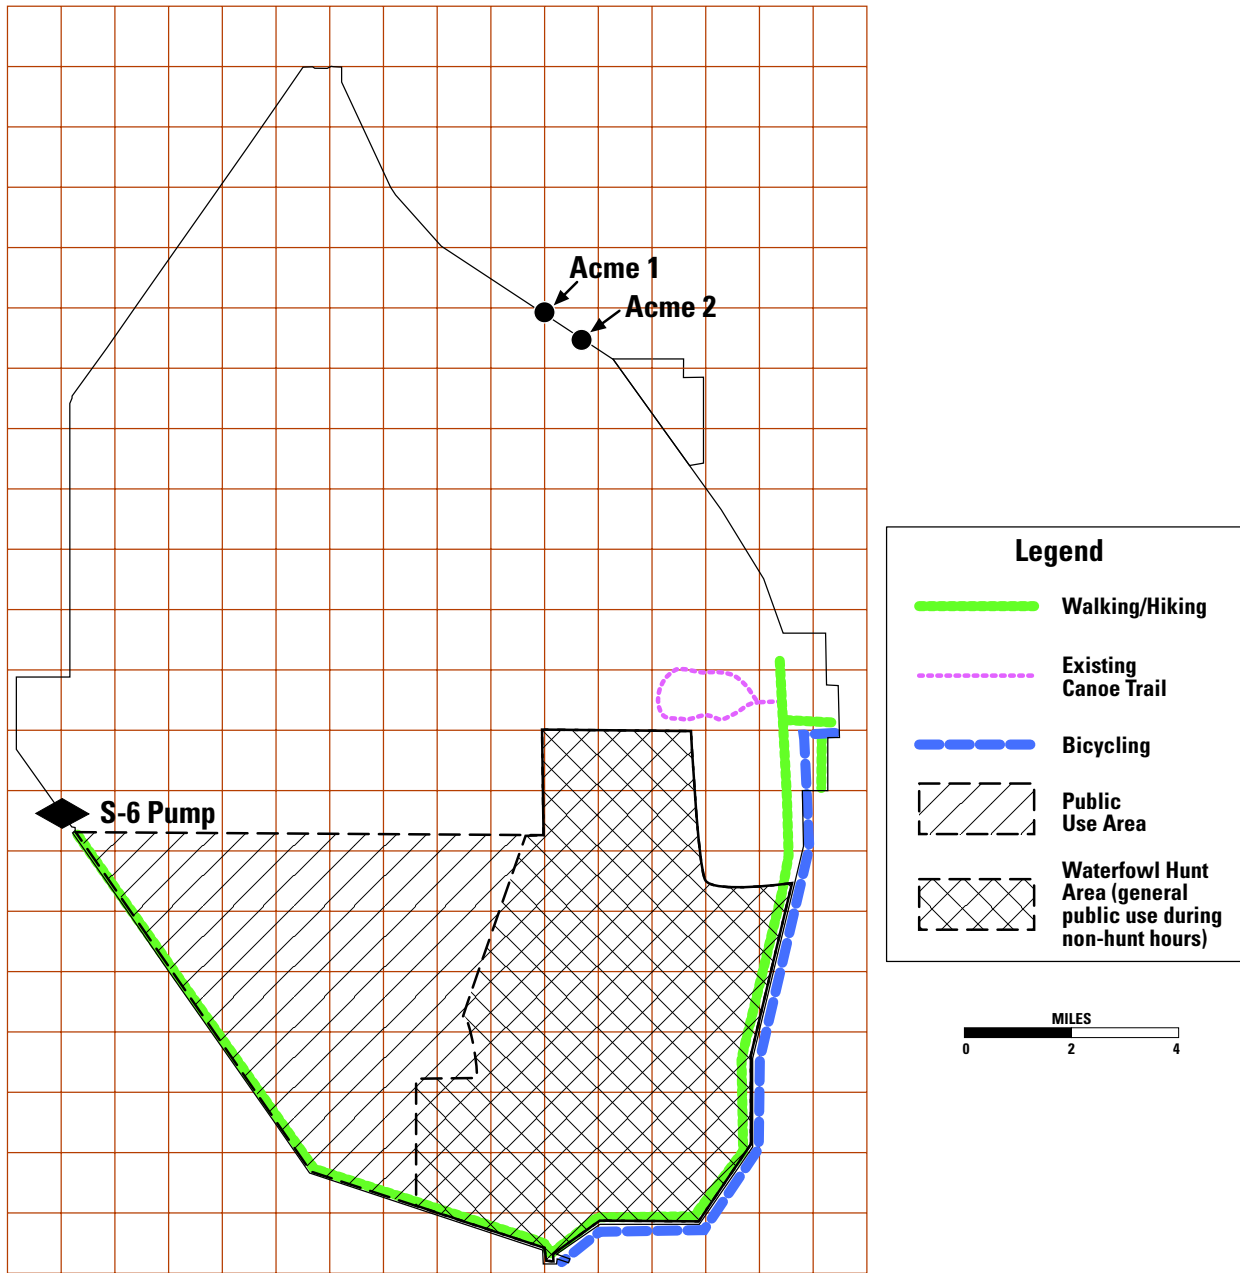 Acme 1
Acme 2
S-6 Pump
Legend
Walking/Hiking
Existing
Canoe Trail
Bicycling
Public
Use Area
Waterfowl Hunt
Area (general
public use during
non-hunt hours)
MILES
0 2 4